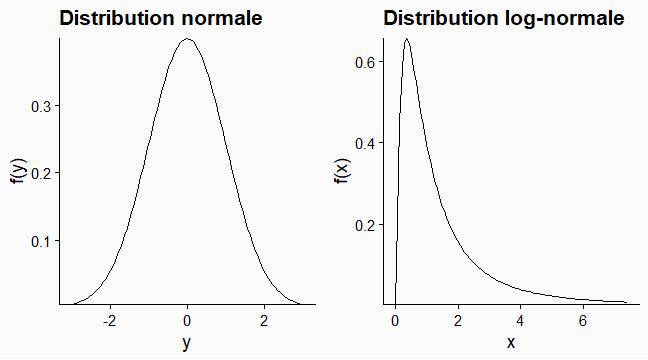 Distribution normale
f(y)
0.3
0.2
0.1
-2
0
2
y
Distribution log-normale
f(x)
0.6
0.4
0.2
0
2
4
6
x